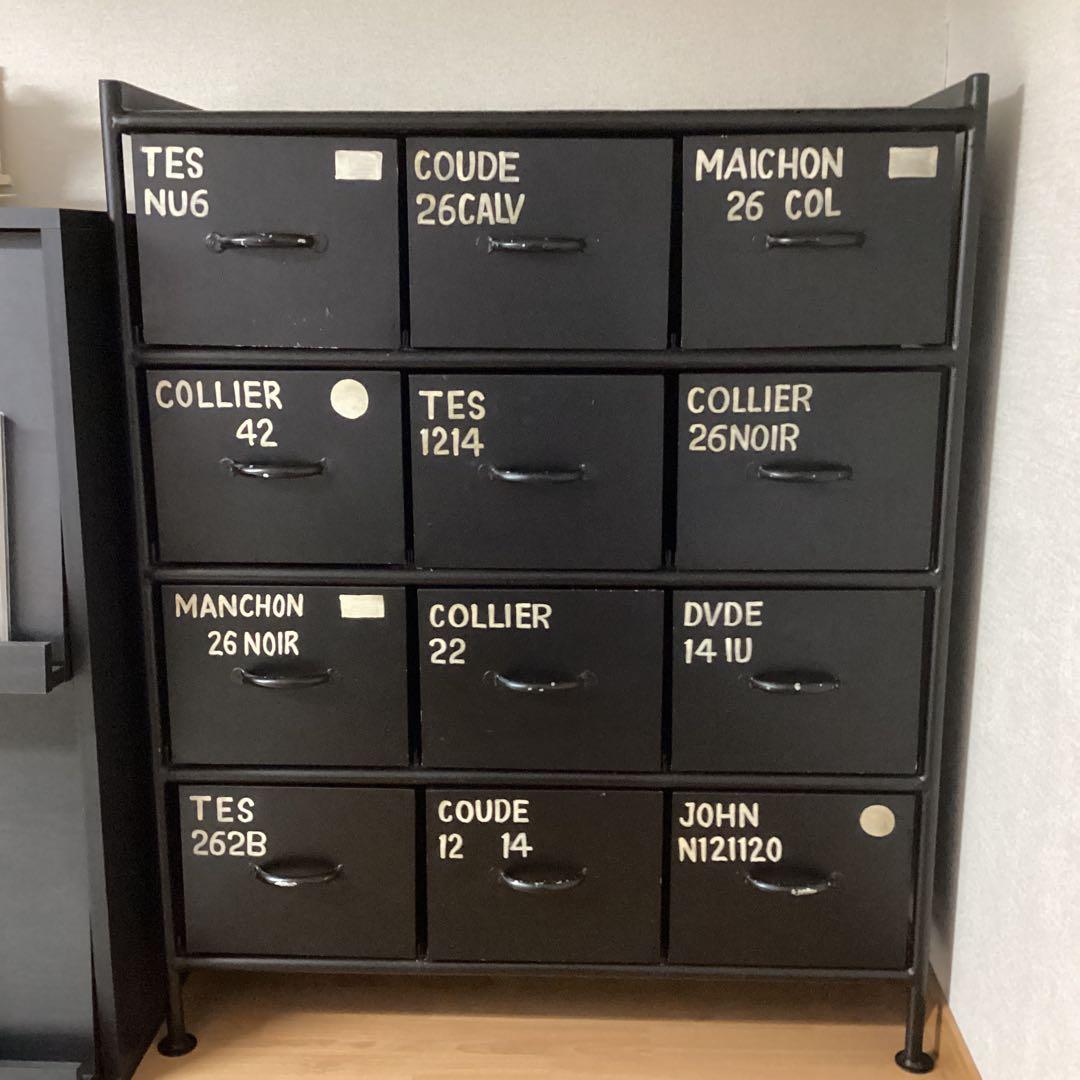 TES
NU6
COUDE
26CALV
MAICHON
26 COL
COLLIER
42
TES
1214
COLLIER
26NOIR
MANCHON
26 NOIR
COLLIER
22
DVDE
14 IU
TES
262B
COUDE
12 14
JOHN
N121120